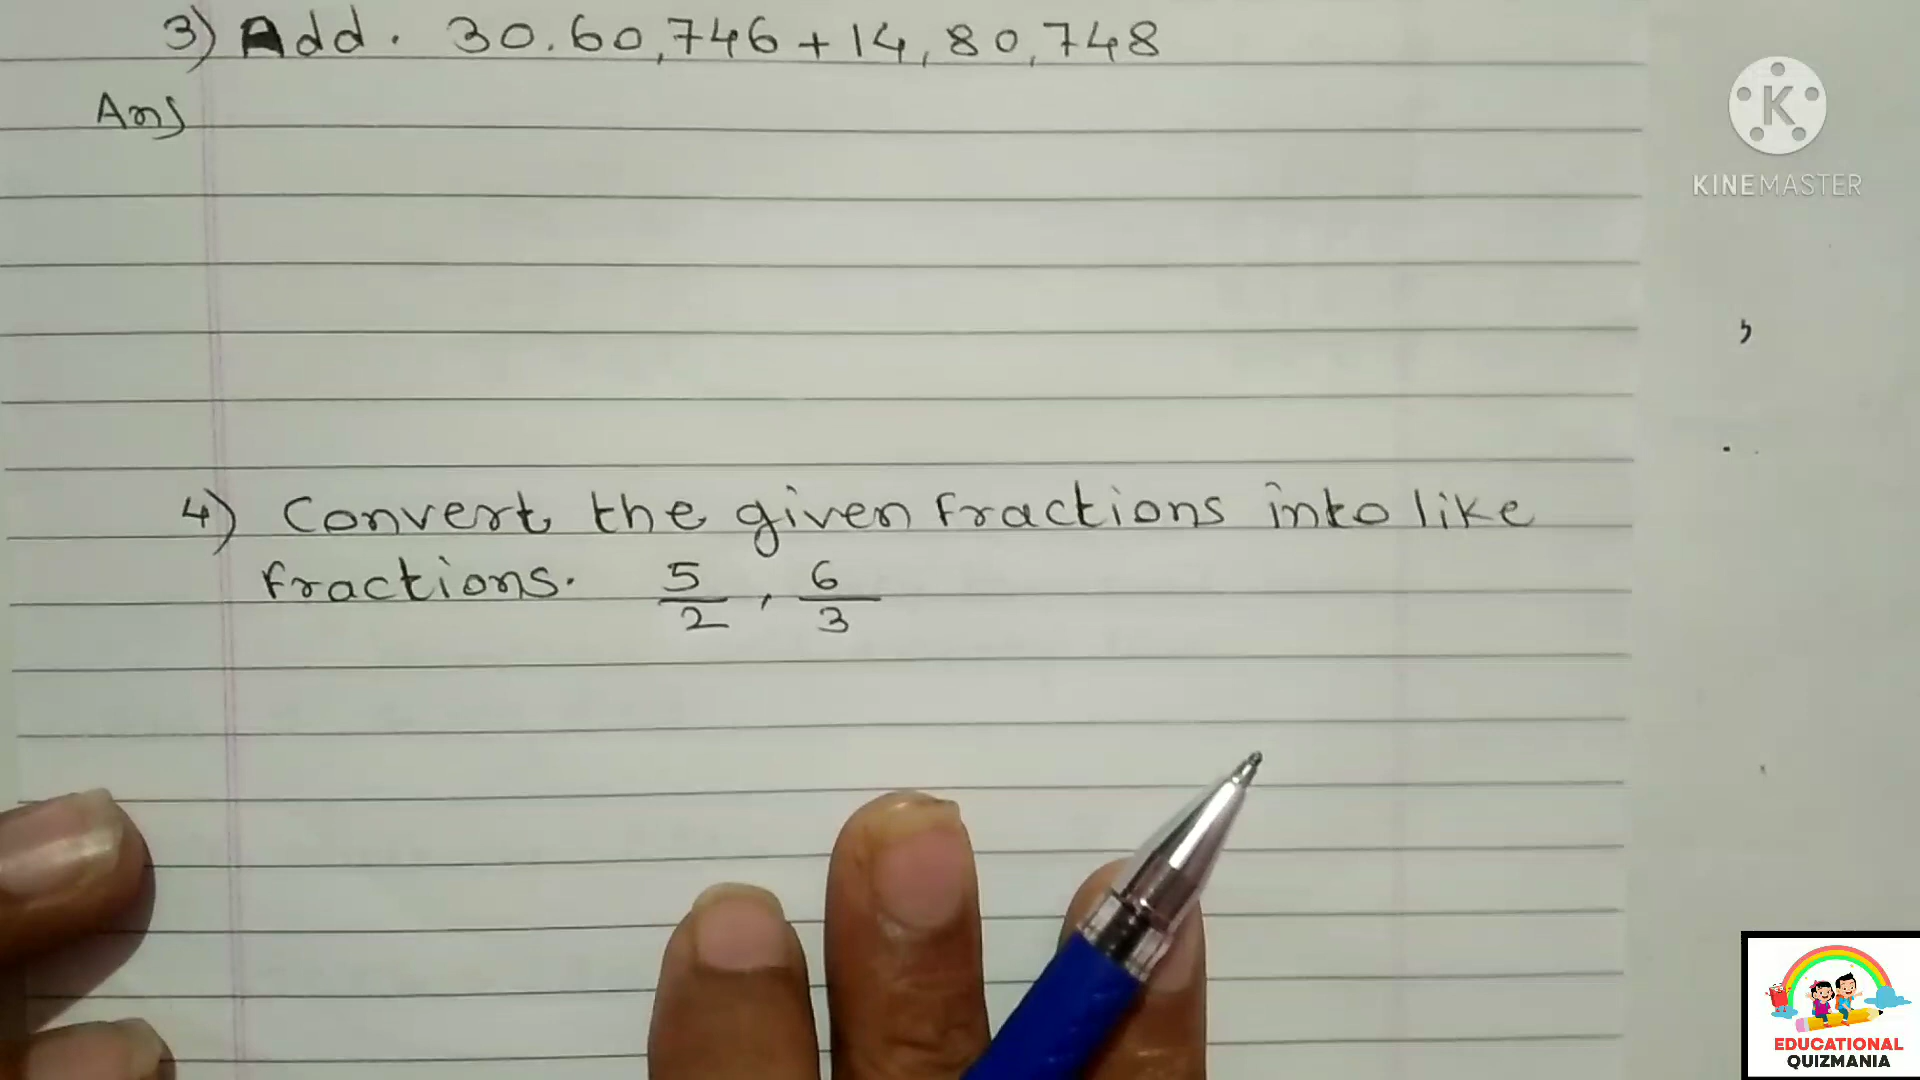 3) Add. 30.60,746 + 14,80,748
Ans
4) Convert the given fractions into like
fractions. 5/2, 6/3
K
KINEMASTER
EDUCATIONAL
QUIZMANIA